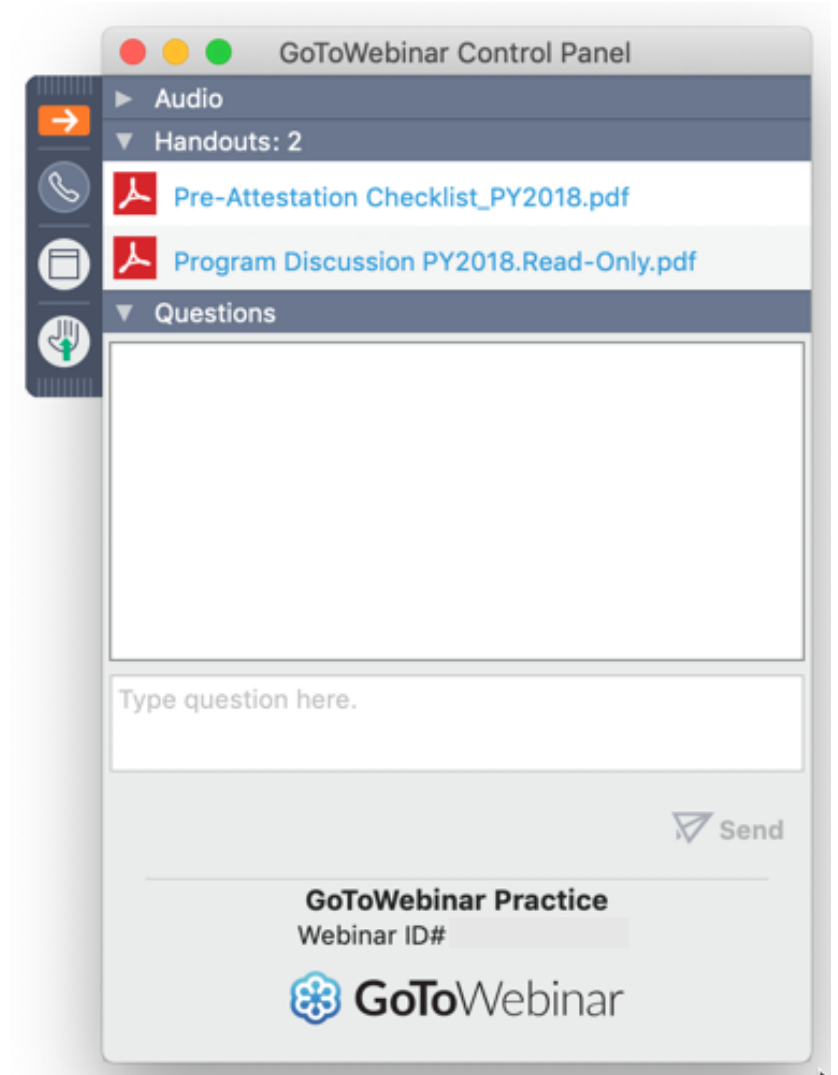 GoToWebinar Control Panel
Audio
Handouts: 2
Pre-Attestation Checklist_PY2018.pdf
Program Discussion PY2018.Read-Only.pdf
Questions
Type question here.
Send
GoToWebinar Practice
Webinar ID#
GoToWebinar